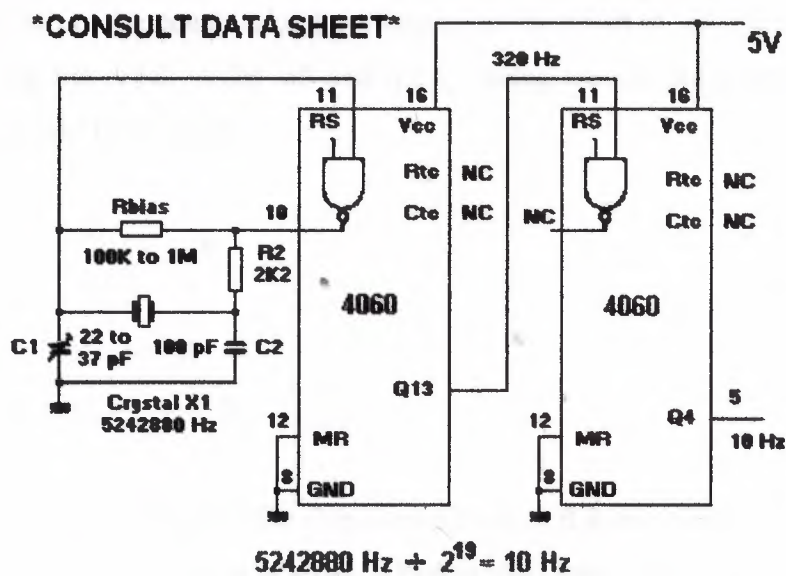 *CONSULT DATA SHEET*
5V
320 Hz
11 16
RS
Vcc
Rtc NC
Ctc NC
10
4060
Q13
12
MR
8
GND
11 16
RS
Vcc
Rtc NC
Ctc NC
NC
4060
Q4
5
10 Hz
12
MR
8
GND
Rbias
100K to 1M
R2
2K2
C1
22 to
37 pF
100 pF
C2
Crystal X1
5242880 Hz
5242880 Hz ÷ 2¹⁹ = 10 Hz